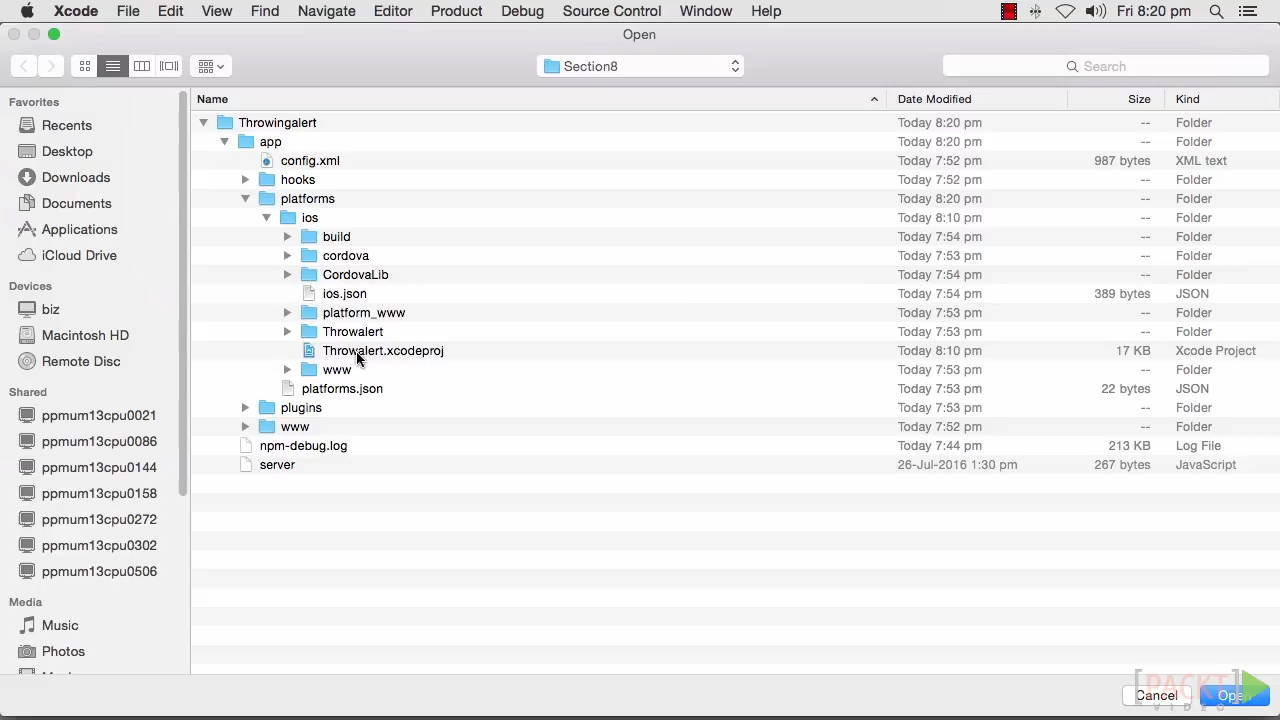 Xcode File Edit View Find Navigate Editor Product Debug Source Control Window Help Fri 8:20 pm
Open
Section8 Search
Favorites
Recents
Desktop
Downloads
Documents
Applications
iCloud Drive
Devices
biz
Macintosh HD
Remote Disc
Shared
ppmum13cpu0021
ppmum13cpu0086
ppmum13cpu0144
ppmum13cpu0158
ppmum13cpu0272
ppmum13cpu0302
ppmum13cpu0506
Media
Music
Photos
Name Date Modified Size Kind
Throwingalert Today 8:20 pm -- Folder
app Today 8:20 pm -- Folder
config.xml Today 7:52 pm 987 bytes XML text
hooks Today 7:52 pm -- Folder
platforms Today 8:20 pm -- Folder
ios Today 8:10 pm -- Folder
build Today 7:54 pm -- Folder
cordova Today 7:53 pm -- Folder
CordovaLib Today 7:54 pm -- Folder
ios.json Today 7:54 pm 389 bytes JSON
platform_www Today 7:53 pm -- Folder
Throwalert Today 7:53 pm -- Folder
Throwalert.xcodeproj Today 8:10 pm 17 KB Xcode Project
www Today 7:53 pm -- Folder
platforms.json Today 7:53 pm 22 bytes JSON
plugins Today 7:53 pm -- Folder
www Today 7:52 pm -- Folder
npm-debug.log Today 7:44 pm 213 KB Log File
server 26-Jul-2016 1:30 pm 267 bytes JavaScript
Cancel Open
[PACKT]
VIDEO